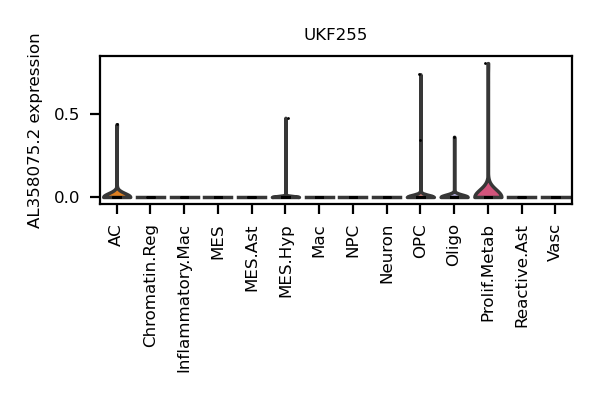 UKF255
AL358075.2 expression
0.5
0.0
AC
Chromatin.Reg
Inflammatory.Mac
MES
MES.Ast
MES.Hyp
Mac
NPC
Neuron
OPC
Oligo
Prolif.Metab
Reactive.Ast
Vasc